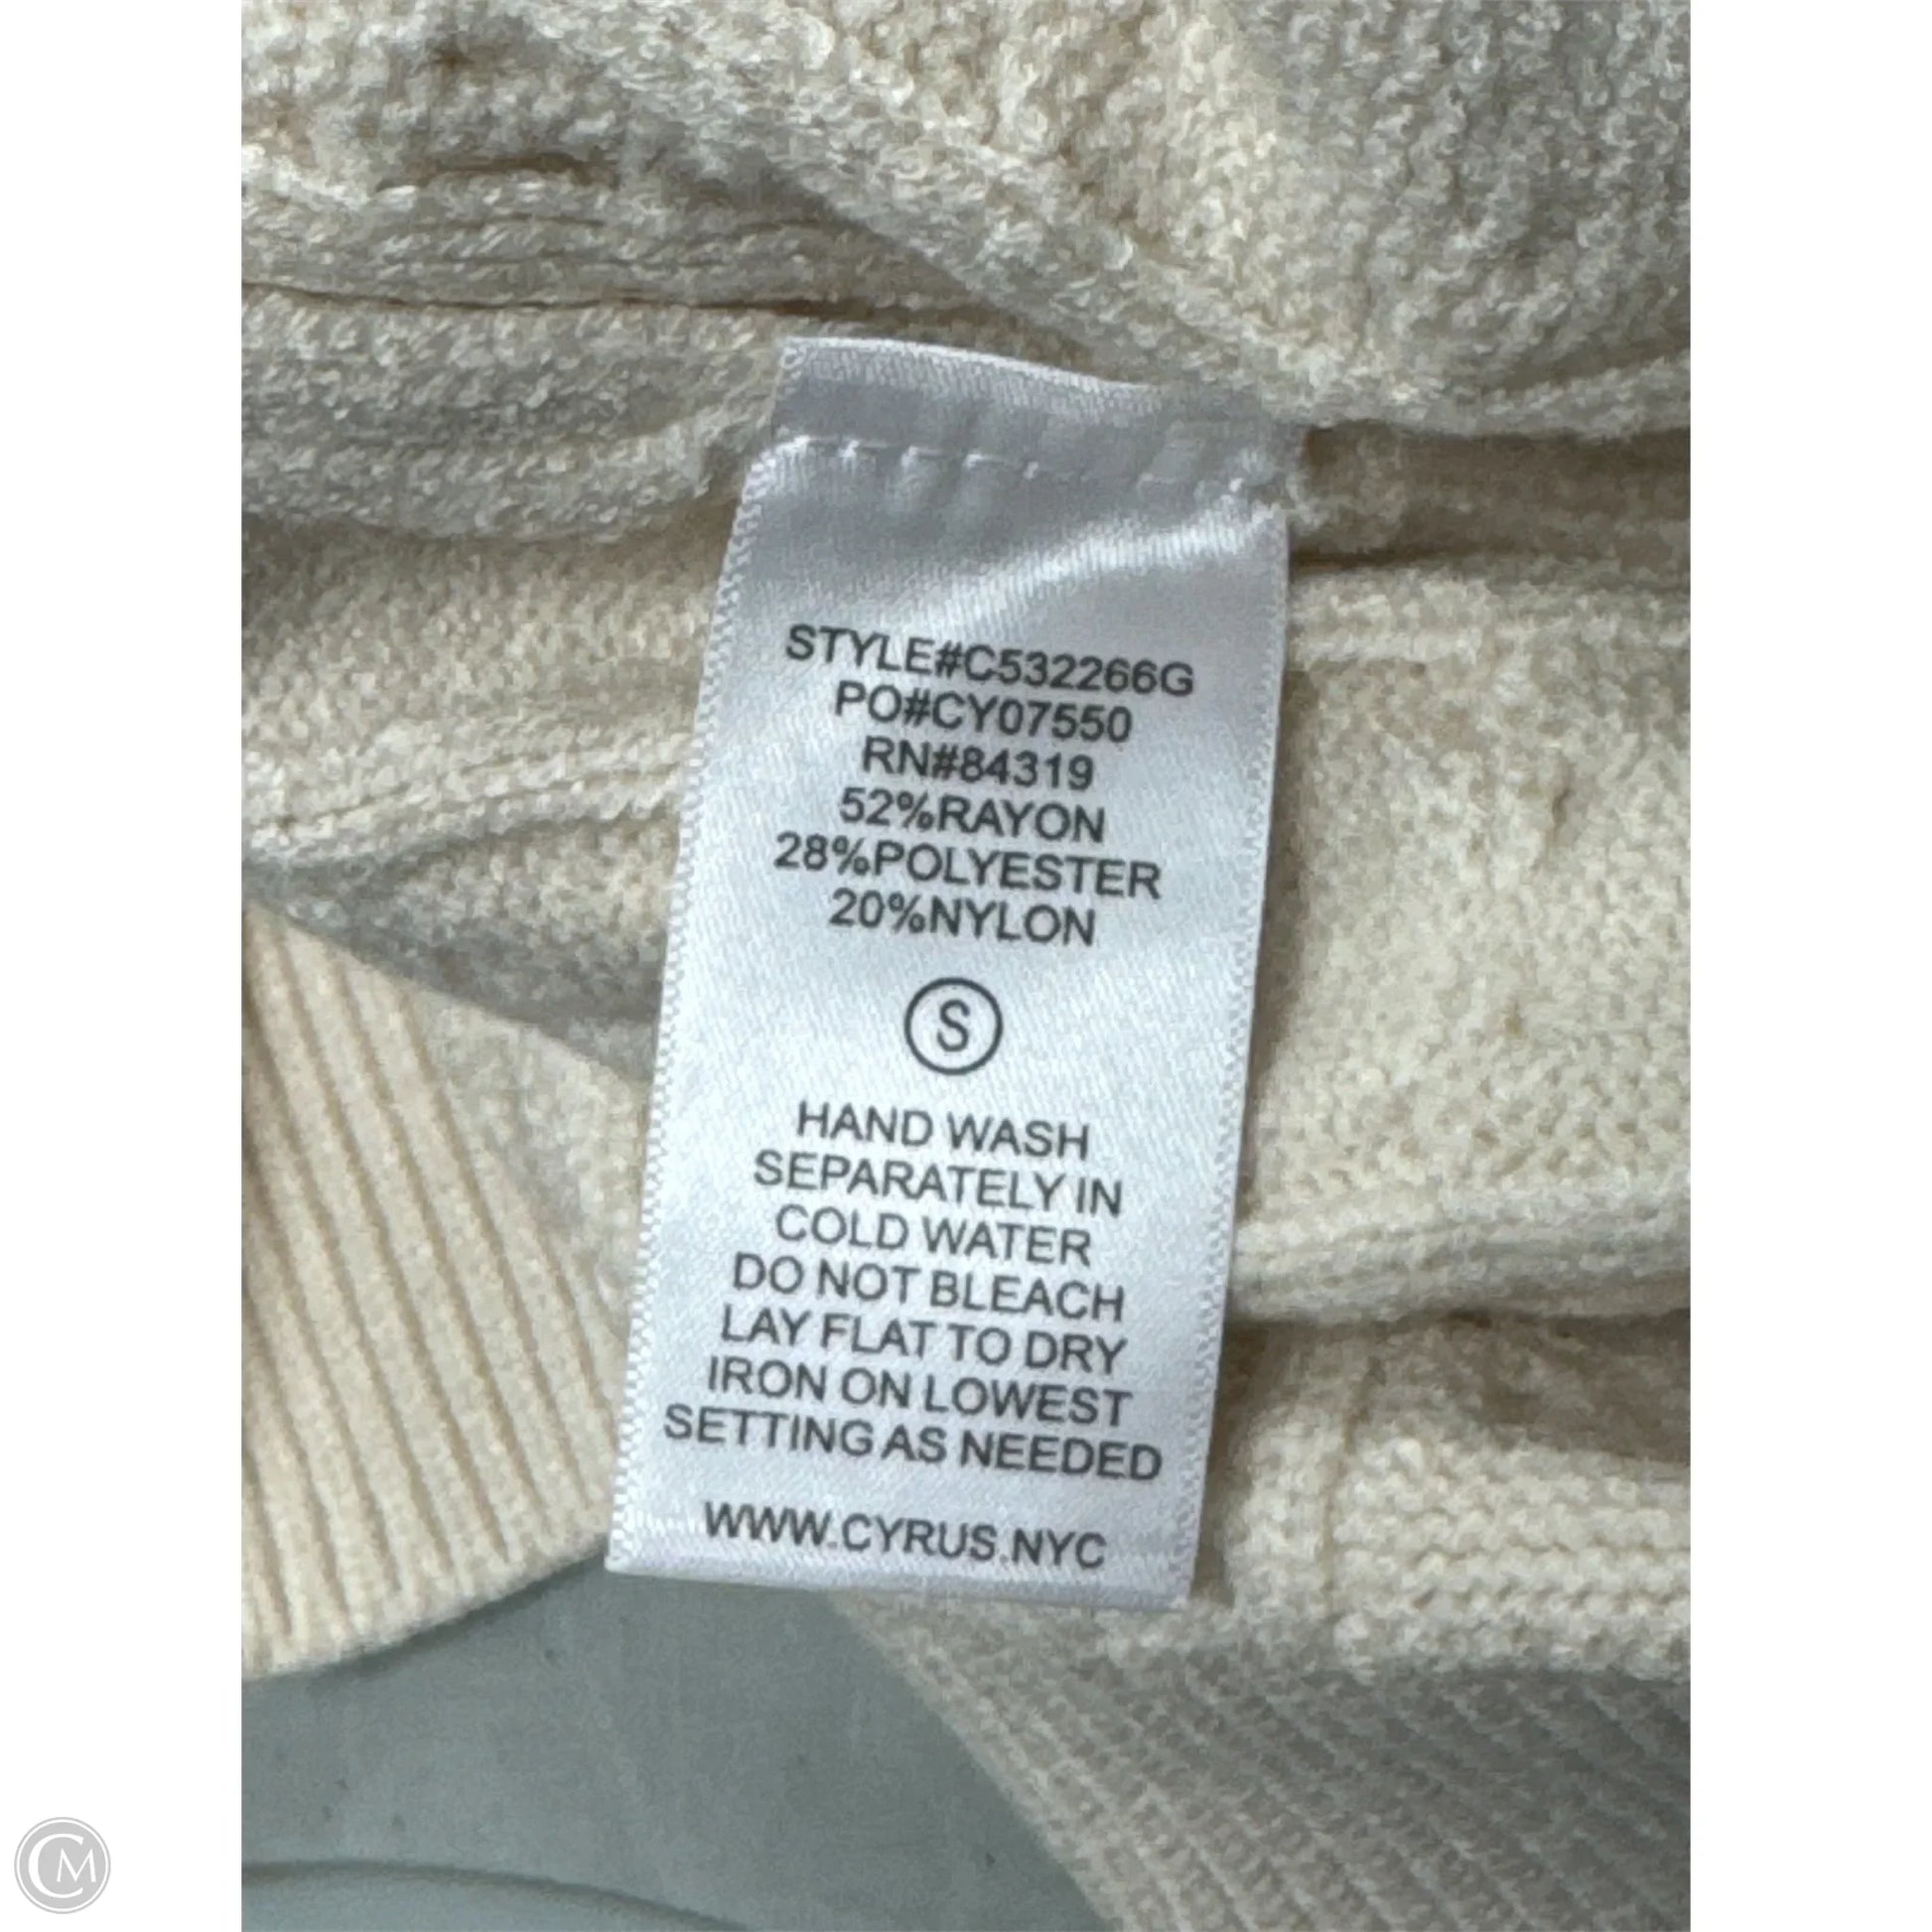 STYLE#C532266G
PO#CY07550
RN#84319
52%RAYON
28%POLYESTER
20%NYLON
S
HAND WASH
SEPARATELY IN
COLD WATER
DO NOT BLEACH
LAY FLAT TO DRY
IRON ON LOWEST
SETTING AS NEEDED
WWW.CYRUS.NYC
CM